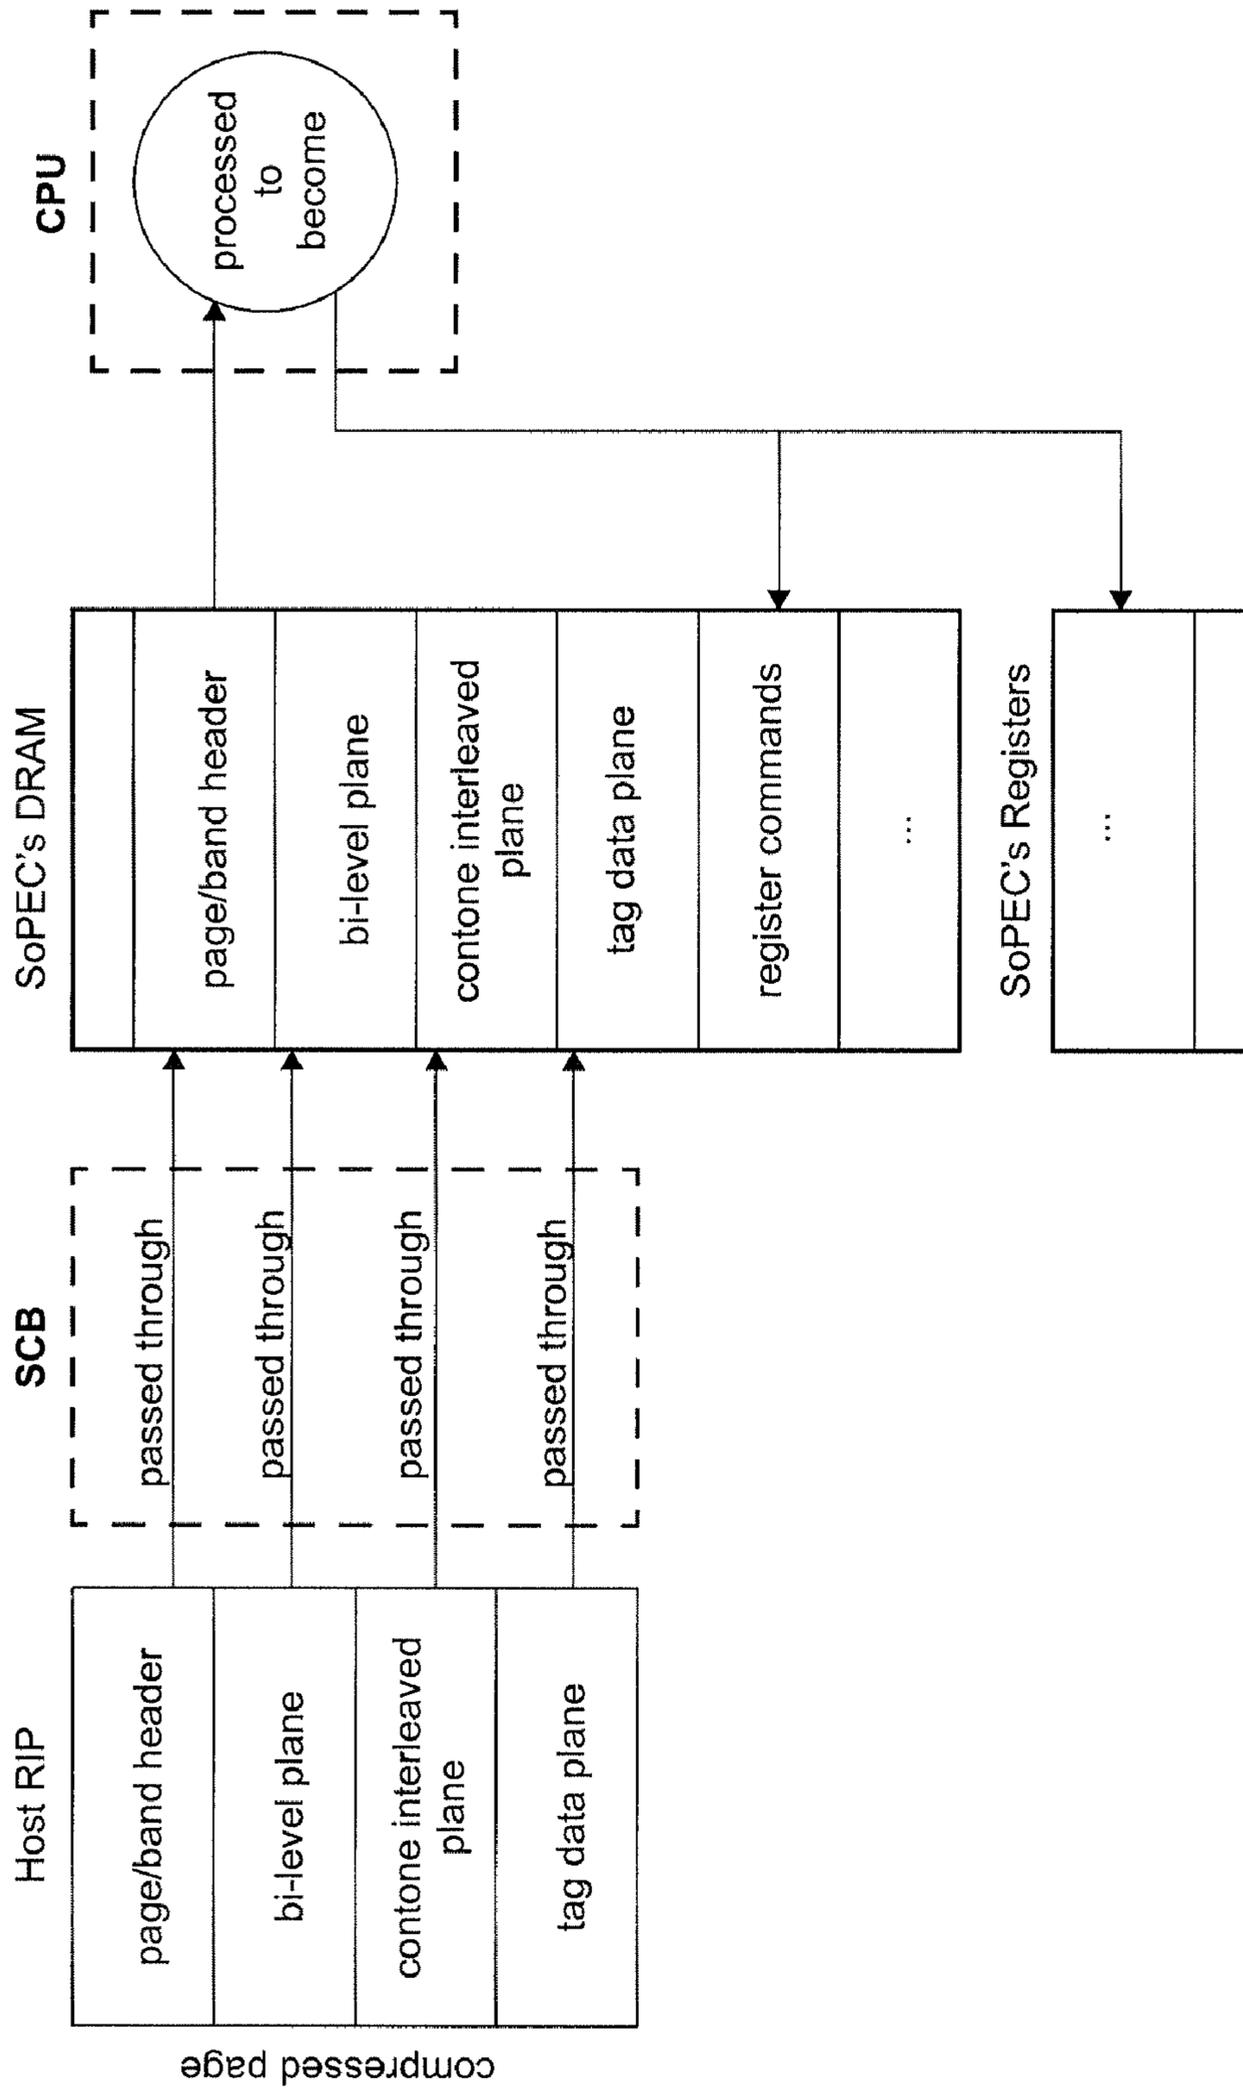 compressed page
Host RIP
page/band header
bi-level plane
contone interleaved
plane
tag data plane
SCB
passed through
passed through
passed through
passed through
SoPEC's DRAM
page/band header
bi-level plane
contone interleaved
plane
tag data plane
register commands
...
SoPEC's Registers
...
CPU
processed
to
become